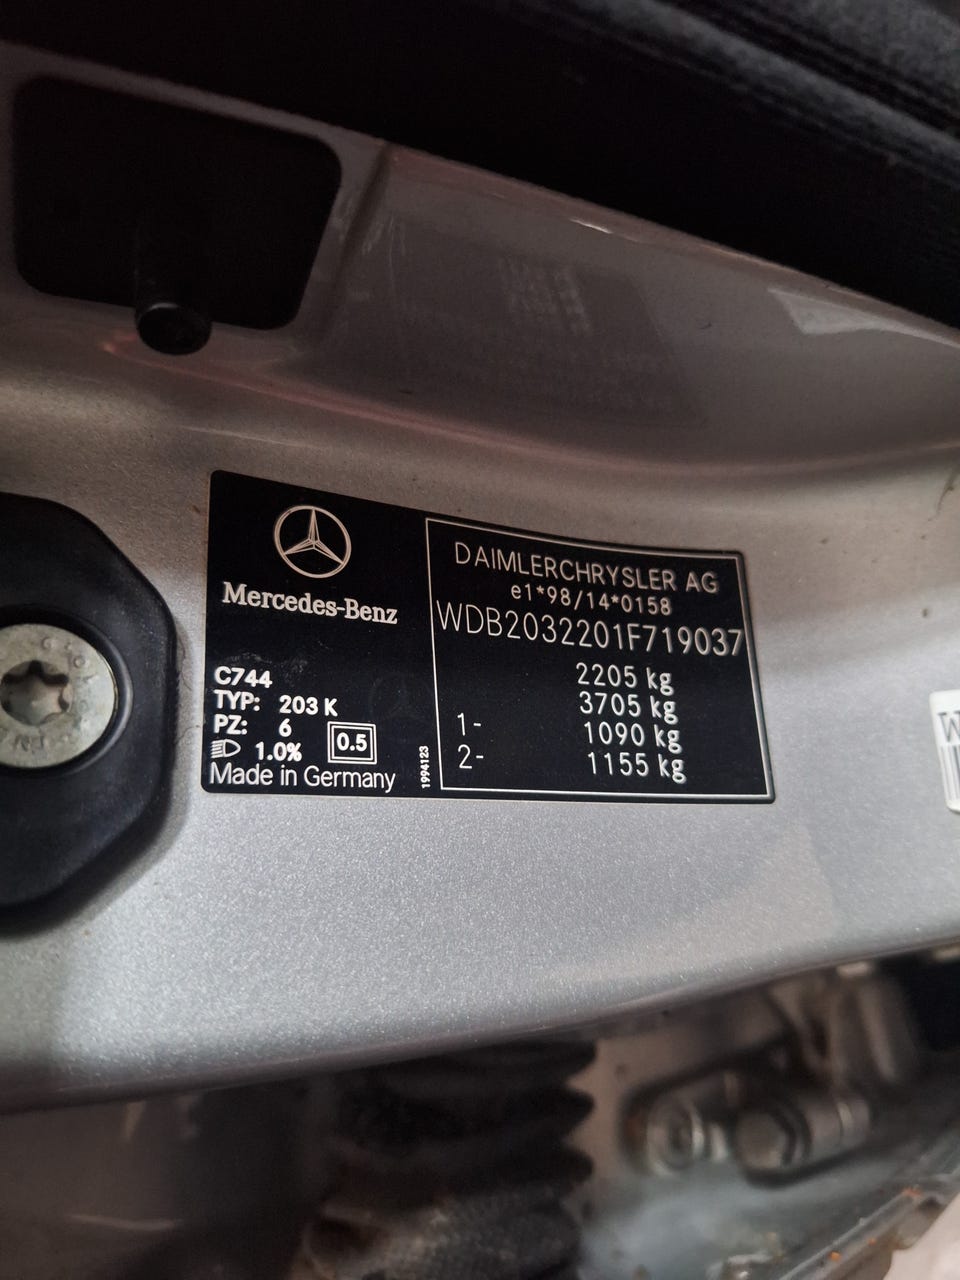 Mercedes-Benz
C744
TYP: 203 K
PZ: 6
1.0%
0.5
Made in Germany
1994123
DAIMLERCHRYSLER AG
e1*98/14*0158
WDB2032201F719037
2205 kg
3705 kg
1- 1090 kg
2- 1155 kg